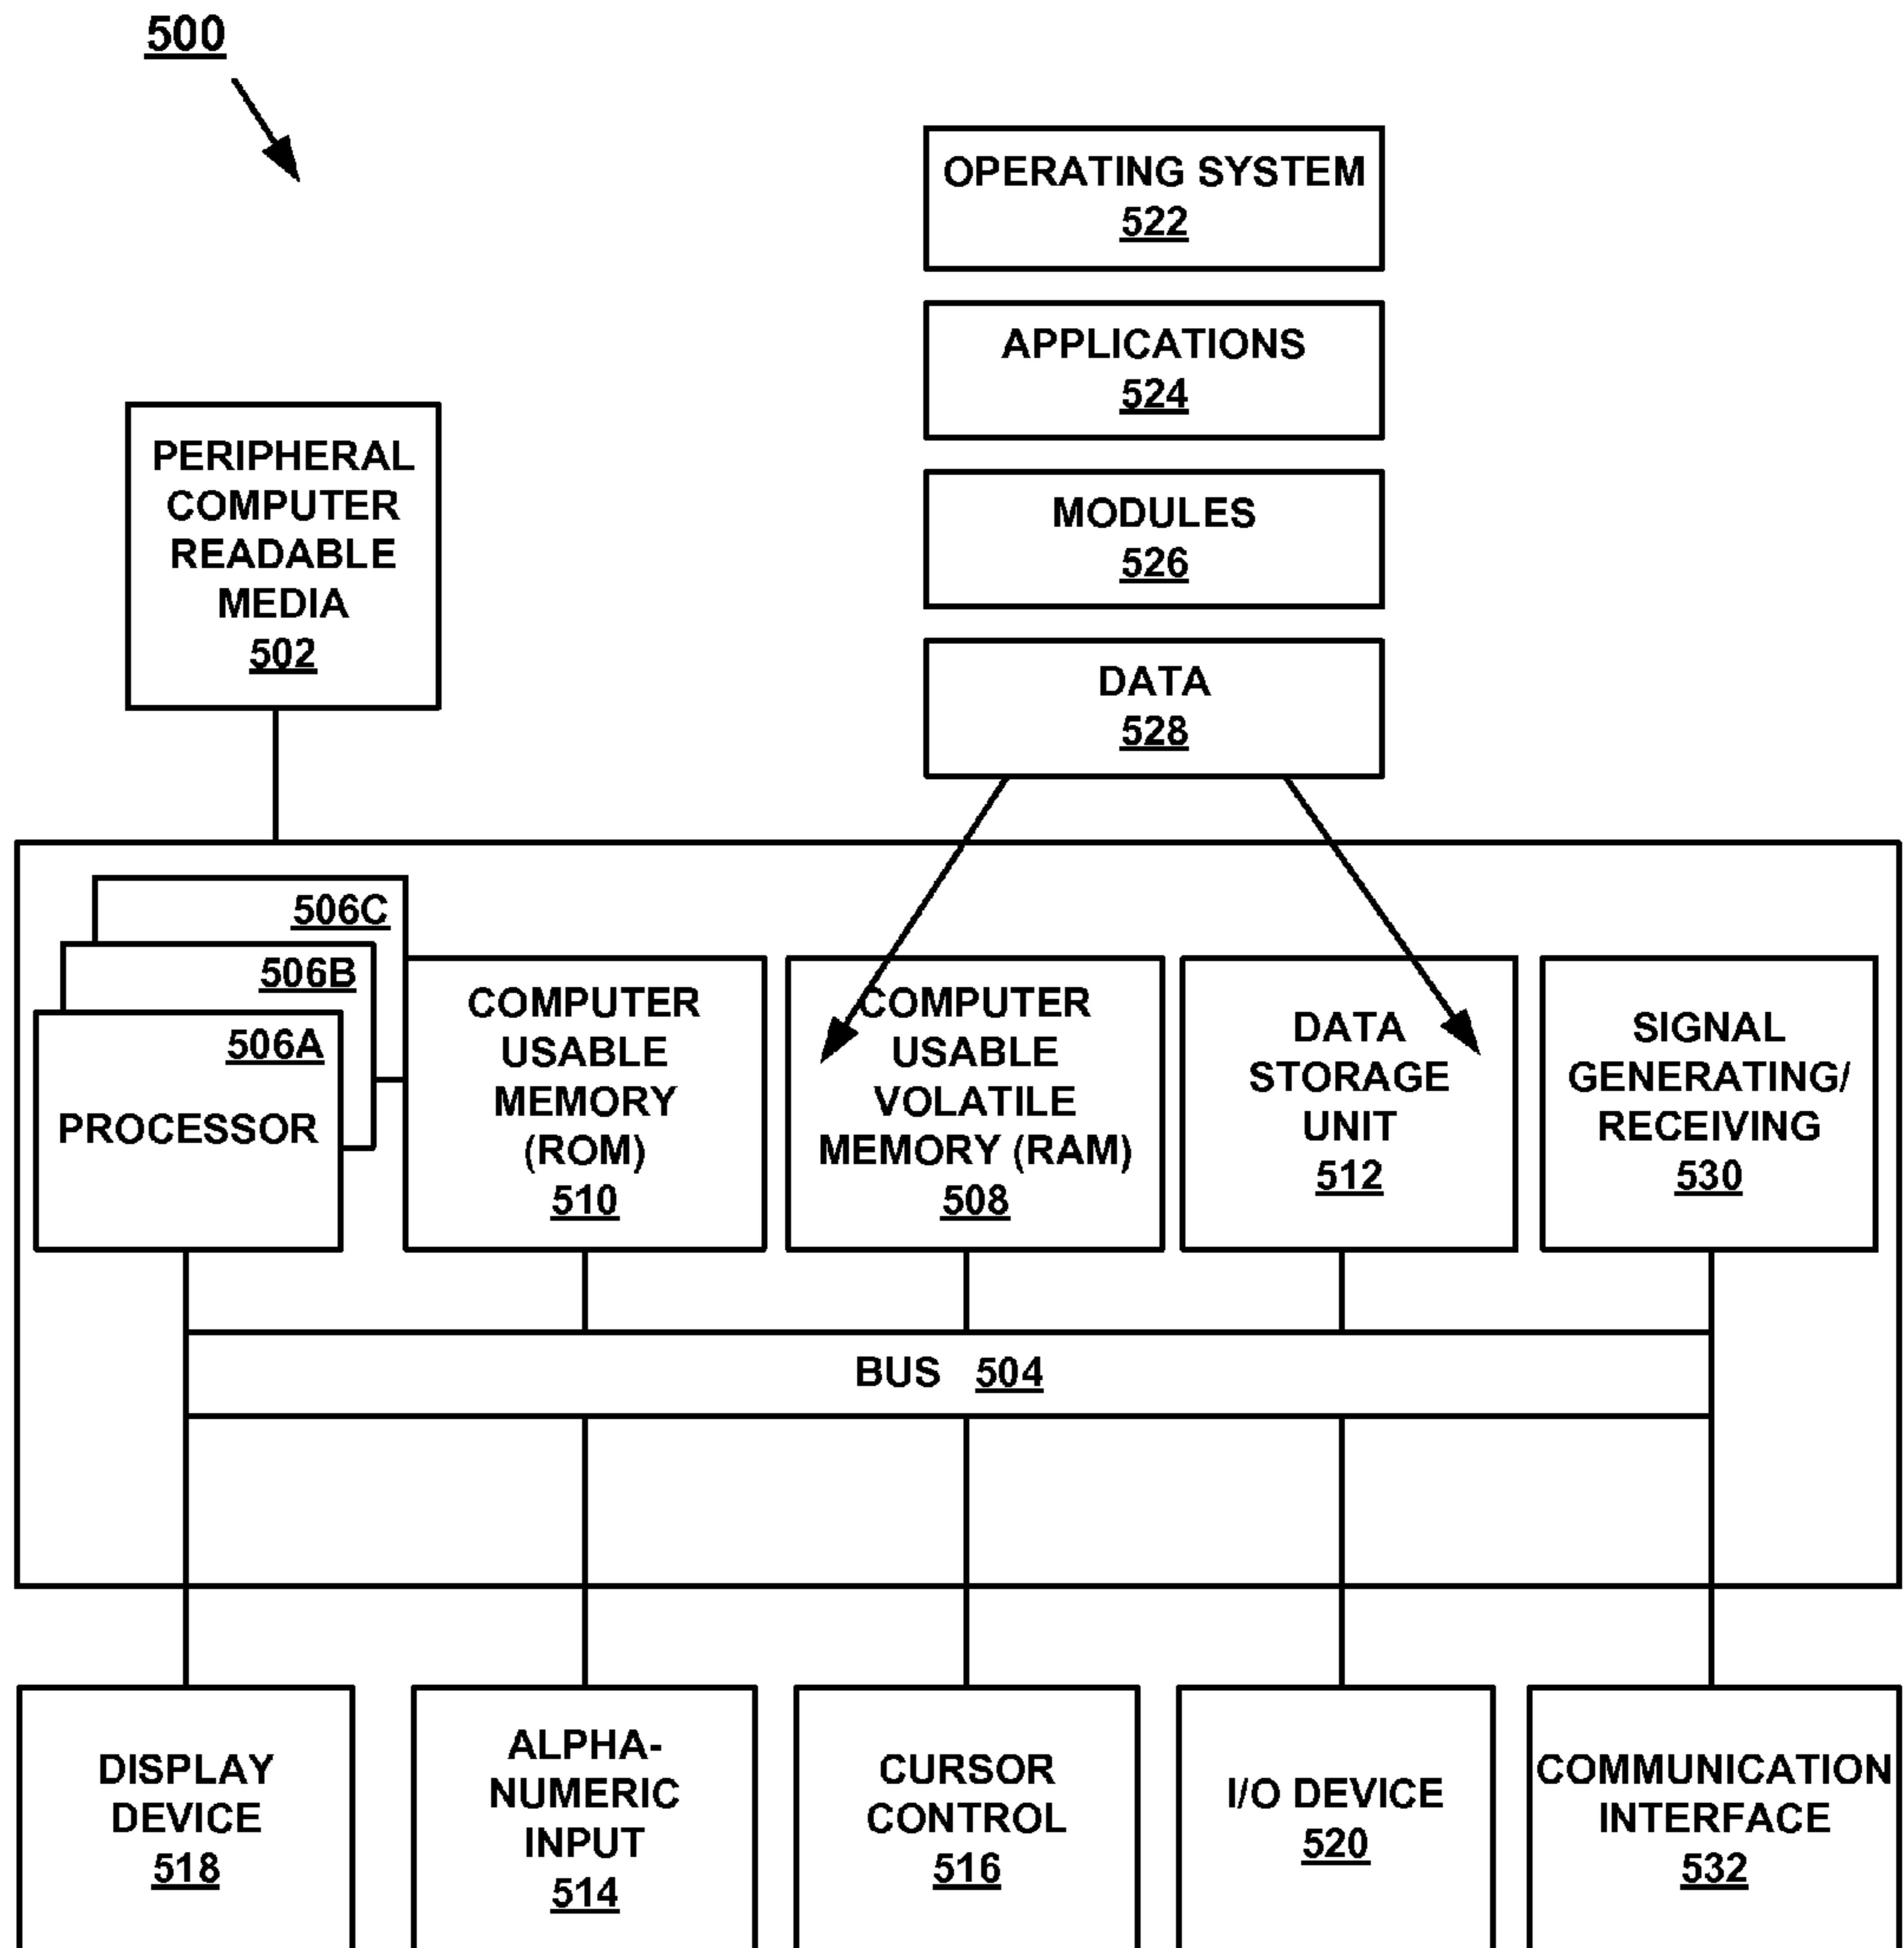 500
OPERATING SYSTEM
522
APPLICATIONS
524
MODULES
526
DATA
528
PERIPHERAL
COMPUTER
READABLE
MEDIA
502
506C
506B
506A
PROCESSOR
COMPUTER
USABLE
MEMORY
(ROM)
510
COMPUTER
USABLE
VOLATILE
MEMORY (RAM)
508
DATA
STORAGE
UNIT
512
SIGNAL
GENERATING/
RECEIVING
530
BUS 504
DISPLAY
DEVICE
518
ALPHA-
NUMERIC
INPUT
514
CURSOR
CONTROL
516
I/O DEVICE
520
COMMUNICATION
INTERFACE
532